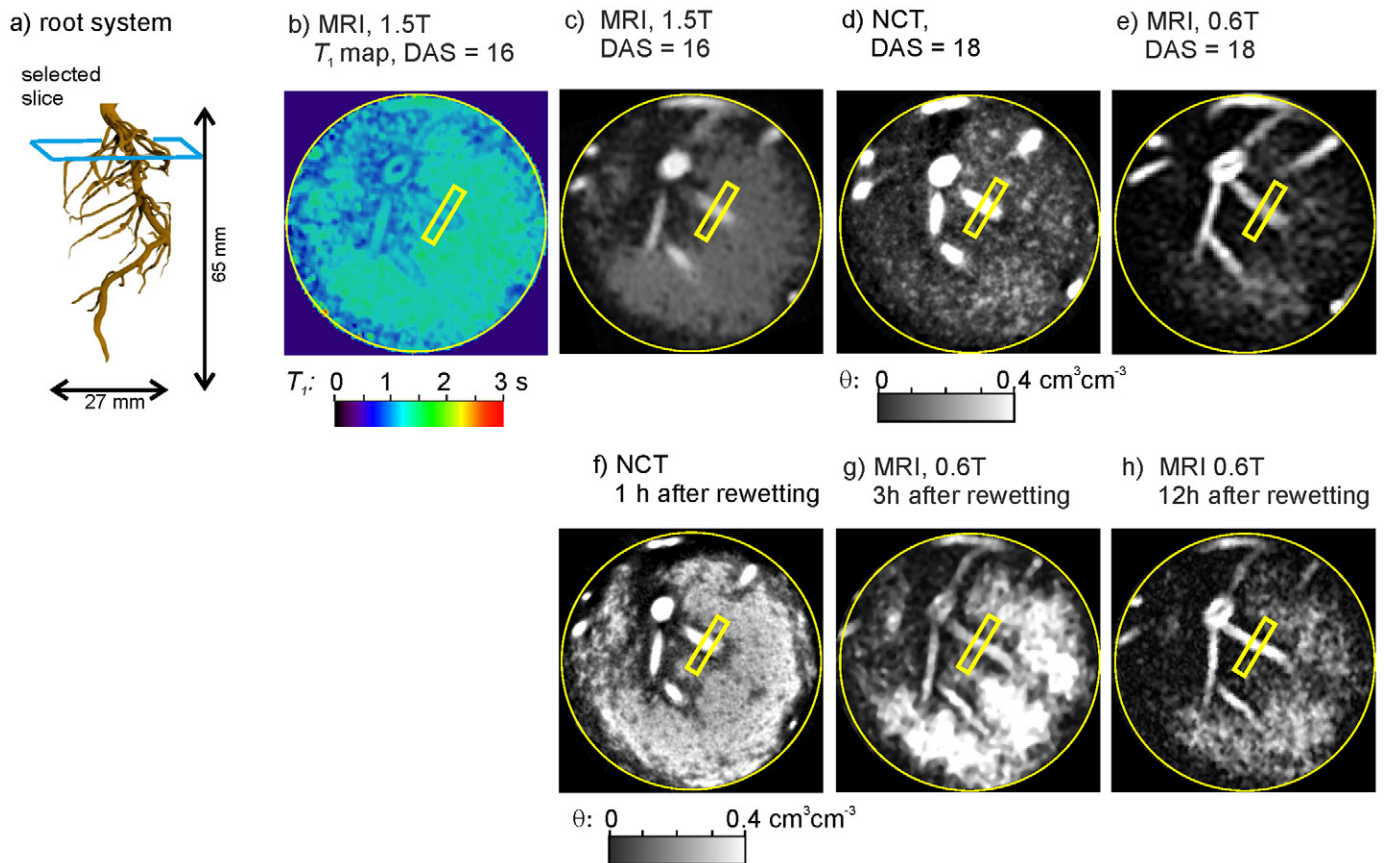 a) root system
selected
slice
65 mm
27 mm
b) MRI, 1.5T
T₁ map, DAS = 16
c) MRI, 1.5T
DAS = 16
d) NCT,
DAS = 18
e) MRI, 0.6T
DAS = 18
T₁: 0 1 2 3 s
θ: 0 0.4 cm³cm⁻³
f) NCT
1 h after rewetting
g) MRI, 0.6T
3h after rewetting
h) MRI 0.6T
12h after rewetting
θ: 0 0.4 cm³cm⁻³